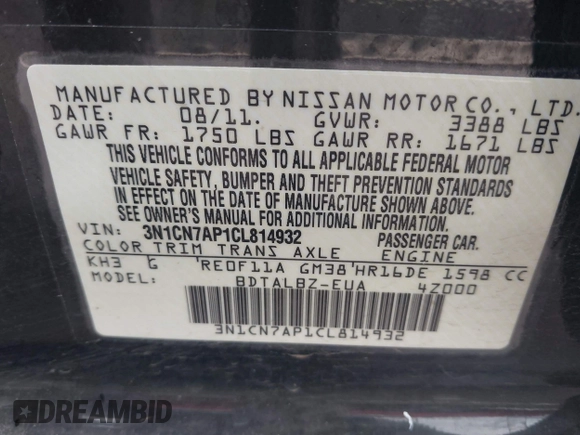 MANUFACTURED BY NISSAN MOTOR CO., LTD.
DATE: 08/11. GVWR: 3388 LBS
GAWR FR: 1750 LBS GAWR RR: 1671 LBS
THIS VEHICLE CONFORMS TO ALL APPLICABLE FEDERAL MOTOR
VEHICLE SAFETY, BUMPER AND THEFT PREVENTION STANDARDS
IN EFFECT ON THE DATE OF MANUFACTURE SHOWN ABOVE.
SEE OWNER'S MANUAL FOR ADDITIONAL INFORMATION.
VIN: 3N1CN7AP1CL814932 PASSENGER CAR.
COLOR TRIM TRANS AXLE ENGINE
KH3 G 'RE0F11A GM38'HR16DE 1598 CC
BDTALBZ-EUA 4Z000
3N1CN7AP1CL814932
DREAMBID